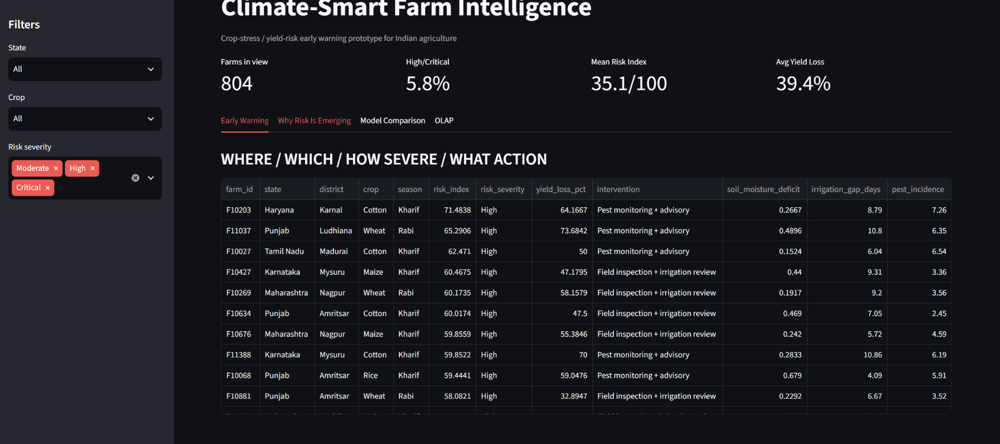 Filters
State
All
Crop
All
Risk severity
Moderate ×
High ×
Critical ×
Climate-Smart Farm Intelligence
Crop-stress / yield-risk early warning prototype for Indian agriculture
Farms in view High/Critical Mean Risk Index Avg Yield Loss
804 5.8% 35.1/100 39.4%
Early Warning Why Risk Is Emerging Model Comparison OLAP
WHERE / WHICH / HOW SEVERE / WHAT ACTION
farm_id state district crop season risk_index risk_severity yield_loss_pct intervention soil_moisture_deficit irrigation_gap_days pest_incidence
F10203 Haryana Karnal Cotton Kharif 71.4838 High 64.1667 Pest monitoring + advisory 0.2667 8.79 7.26
F11037 Punjab Ludhiana Wheat Rabi 65.2906 High 73.6842 Pest monitoring + advisory 0.4896 10.8 6.35
F10027 Tamil Nadu Madurai Cotton Kharif 62.471 High 50 Pest monitoring + advisory 0.1524 6.04 6.54
F10427 Karnataka Mysuru Maize Kharif 60.4675 High 47.1795 Field inspection + irrigation review 0.44 9.31 3.36
F10269 Maharashtra Nagpur Wheat Rabi 60.1735 High 58.1579 Field inspection + irrigation review 0.1917 9.2 3.56
F10634 Punjab Amritsar Cotton Kharif 60.0174 High 47.5 Field inspection + irrigation review 0.469 7.05 2.45
F10676 Maharashtra Nagpur Maize Kharif 59.8559 High 55.3846 Field inspection + irrigation review 0.242 5.72 4.59
F11388 Karnataka Mysuru Cotton Kharif 59.8522 High 70 Pest monitoring + advisory 0.2833 10.86 6.19
F10068 Punjab Amritsar Rice Kharif 59.4441 High 59.0476 Pest monitoring + advisory 0.679 4.09 5.91
F10881 Punjab Amritsar Wheat Rabi 58.0821 High 32.8947 Field inspection + irrigation review 0.2292 6.67 3.52